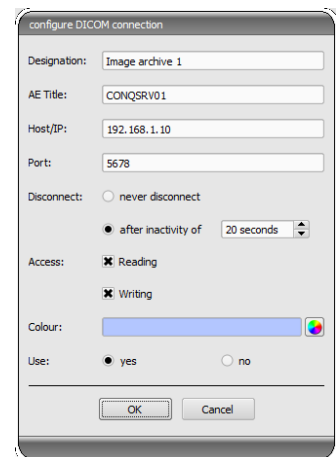 configure DICOM connection
Designation: Image archive 1
AE Title: CONQSRV01
Host/IP: 192.168.1.10
Port: 5678
Disconnect: never disconnect
after inactivity of 20 seconds
Access: Reading
Writing
Colour:
Use: yes no
OK Cancel